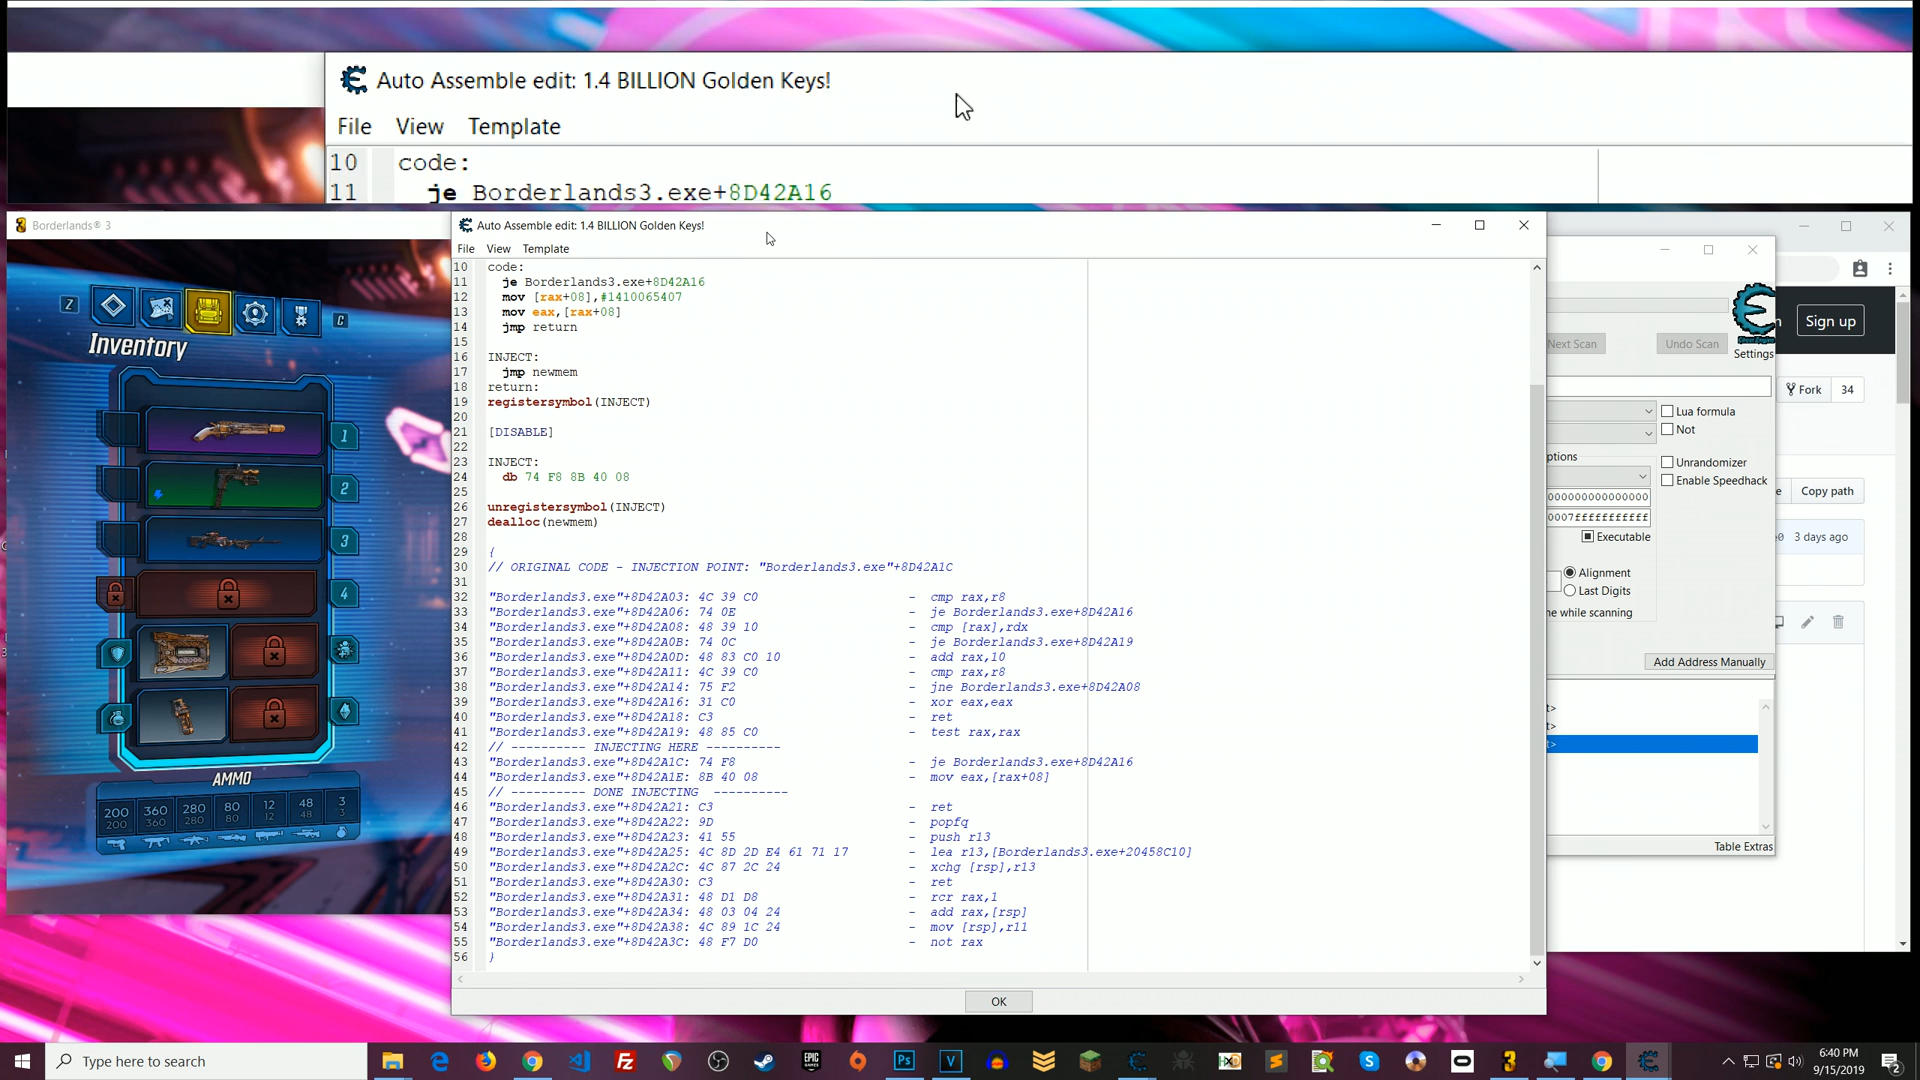 Auto Assemble edit: 1.4 BILLION Golden Keys!
File View Template
10 code:
11 je Borderlands3.exe+8D42A16
Borderlands® 3
Z
C
Inventory
1
2
3
4
AMMO
200 360 280 80 12 48 3
200 360 280 80 12 48 3
Auto Assemble edit: 1.4 BILLION Golden Keys!
File View Template
10 code:
11 je Borderlands3.exe+8D42A16
12 mov [rax+08],#1410065407
13 mov eax,[rax+08]
14 jmp return
15
16 INJECT:
17 jmp newmem
18 return:
19 registersymbol(INJECT)
20
21 [DISABLE]
22
23 INJECT:
24 db 74 F8 8B 40 08
25
26 unregistersymbol(INJECT)
27 dealloc(newmem)
28
29 {
30 // ORIGINAL CODE - INJECTION POINT: "Borderlands3.exe"+8D42A1C
31
32 "Borderlands3.exe"+8D42A03: 4C 39 C0 - cmp rax,r8
33 "Borderlands3.exe"+8D42A06: 74 0E - je Borderlands3.exe+8D42A16
34 "Borderlands3.exe"+8D42A08: 48 39 10 - cmp [rax],rdx
35 "Borderlands3.exe"+8D42A0B: 74 0C - je Borderlands3.exe+8D42A19
36 "Borderlands3.exe"+8D42A0D: 48 83 C0 10 - add rax,10
37 "Borderlands3.exe"+8D42A11: 4C 39 C0 - cmp rax,r8
38 "Borderlands3.exe"+8D42A14: 75 F2 - jne Borderlands3.exe+8D42A08
39 "Borderlands3.exe"+8D42A16: 31 C0 - xor eax,eax
40 "Borderlands3.exe"+8D42A18: C3 - ret
41 "Borderlands3.exe"+8D42A19: 48 85 C0 - test rax,rax
42 // ---------- INJECTING HERE ----------
43 "Borderlands3.exe"+8D42A1C: 74 F8 - je Borderlands3.exe+8D42A16
44 "Borderlands3.exe"+8D42A1E: 8B 40 08 - mov eax,[rax+08]
45 // ---------- DONE INJECTING ----------
46 "Borderlands3.exe"+8D42A21: C3 - ret
47 "Borderlands3.exe"+8D42A22: 9D - popfq
48 "Borderlands3.exe"+8D42A23: 41 55 - push r13
49 "Borderlands3.exe"+8D42A25: 4C 8D 2D E4 61 71 17 - lea r13,[Borderlands3.exe+20458C10]
50 "Borderlands3.exe"+8D42A2C: 4C 87 2C 24 - xchg [rsp],r13
51 "Borderlands3.exe"+8D42A30: C3 - ret
52 "Borderlands3.exe"+8D42A31: 48 D1 D8 - rcr rax,1
53 "Borderlands3.exe"+8D42A34: 48 03 04 24 - add rax,[rsp]
54 "Borderlands3.exe"+8D42A38: 4C 89 1C 24 - mov [rsp],r11
55 "Borderlands3.exe"+8D42A3C: 48 F7 D0 - not rax
56 }
OK
Next Scan
Undo Scan
Settings
Sign up
Fork 34
Lua formula
Not
ptions
Unrandomizer
Enable Speedhack
Copy path
000000000000000
0007fffffffffff
Executable
3 days ago
Alignment
Last Digits
me while scanning
Add Address Manually
t>
t>
t>
Table Extras
Type here to search
6:40 PM
9/15/2019
2